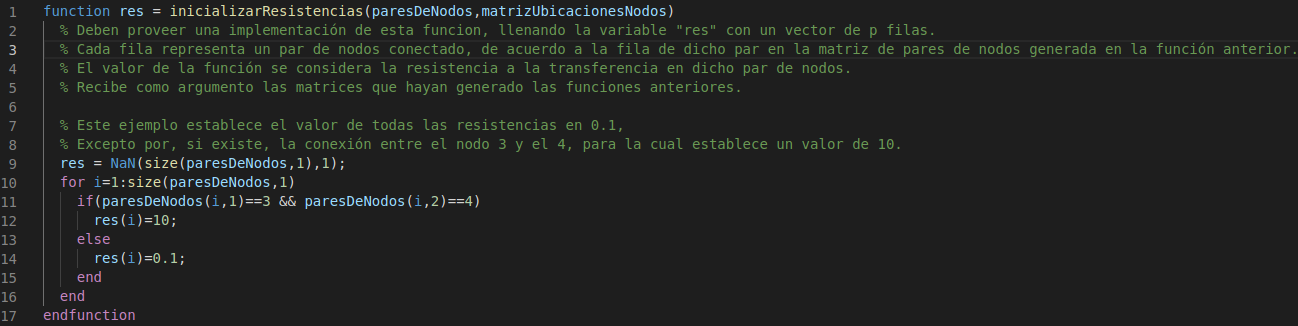 1 function res = inicializarResistencias(paresDeNodos,matrizUbicacionesNodos)
2 % Deben proveer una implementación de esta funcion, llenando la variable "res" con un vector de p filas.
3 % Cada fila representa un par de nodos conectado, de acuerdo a la fila de dicho par en la matriz de pares de nodos generada en la función anterior.
4 % El valor de la función se considera la resistencia a la transferencia en dicho par de nodos.
5 % Recibe como argumento las matrices que hayan generado las funciones anteriores.
6
7 % Este ejemplo establece el valor de todas las resistencias en 0.1,
8 % Excepto por, si existe, la conexión entre el nodo 3 y el 4, para la cual establece un valor de 10.
9 res = NaN(size(paresDeNodos,1),1);
10 for i=1:size(paresDeNodos,1)
11 if(paresDeNodos(i,1)==3 && paresDeNodos(i,2)==4)
12 res(i)=10;
13 else
14 res(i)=0.1;
15 end
16 end
17 endfunction